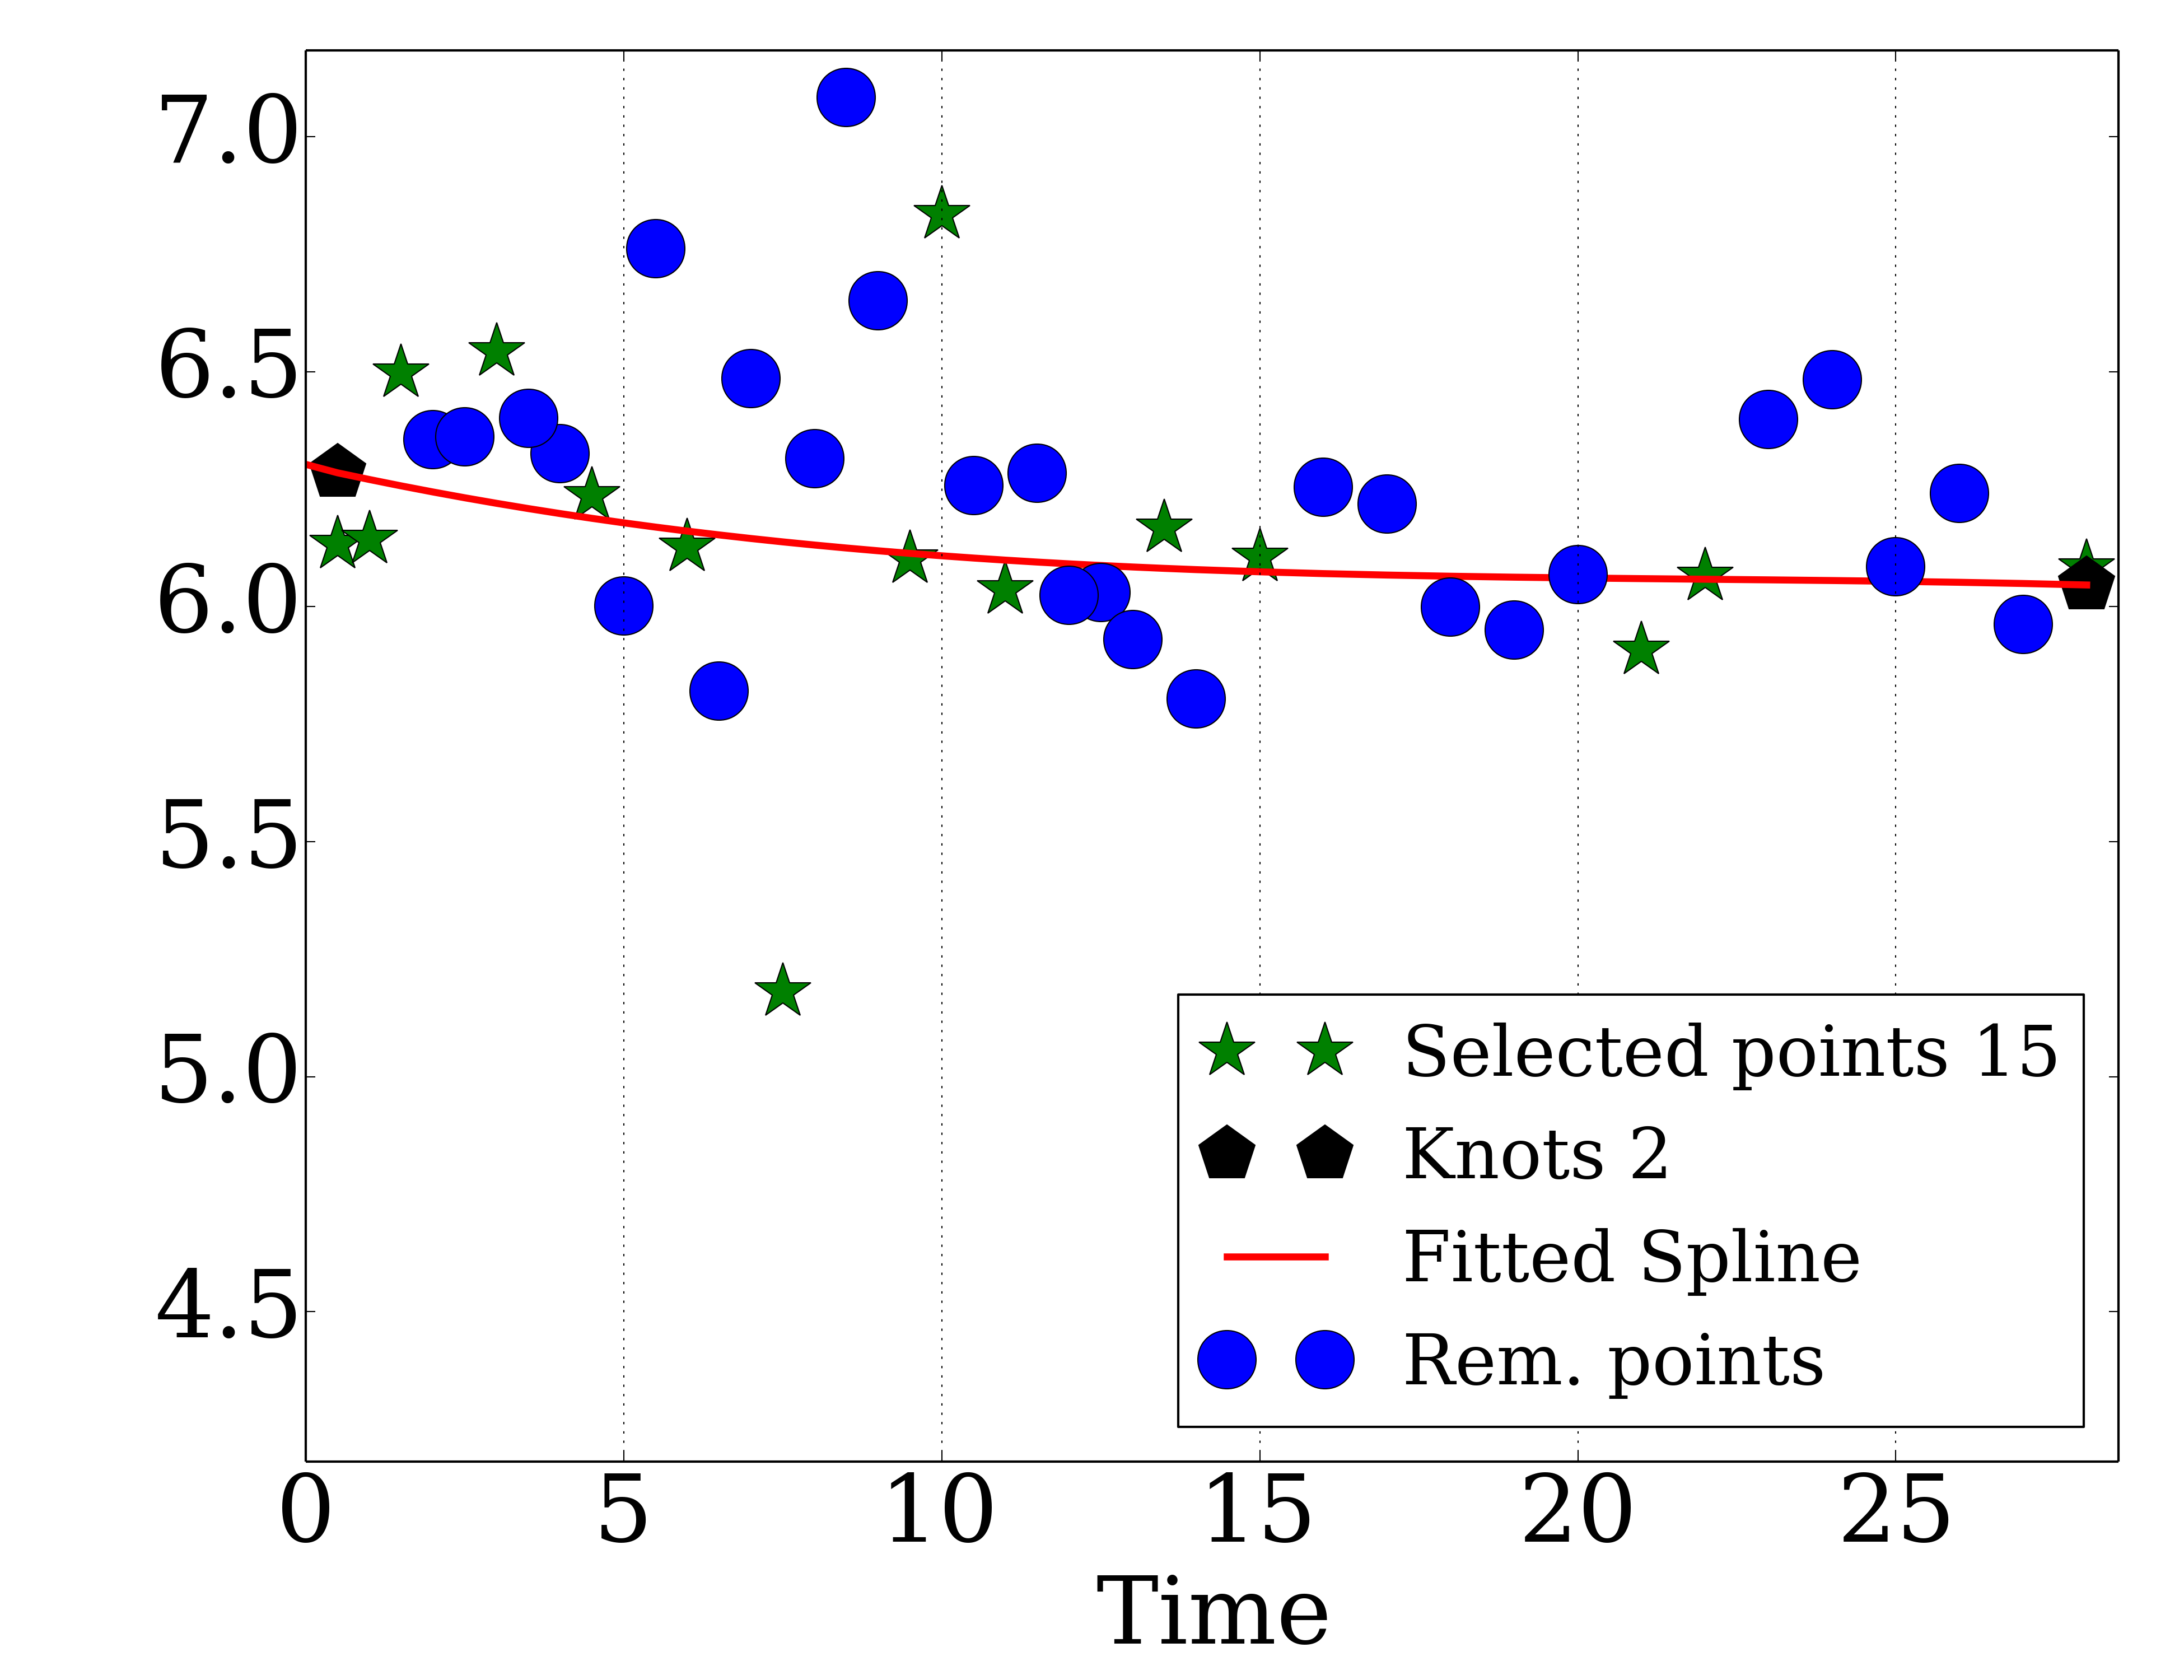 7.0
6.5
6.0
5.5
5.0
4.5
Selected points 15
Knots 2
Fitted Spline
Rem. points
0 5 10 15 20 25
Time